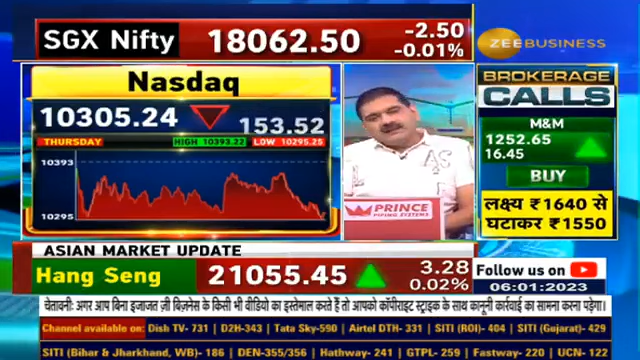 SGX Nifty 18062.50 -2.50 -0.01%
ZEE BUSINESS
Nasdaq
10305.24 153.52
THURSDAY HIGH 10393.22 LOW 10295.25
10393
10295
PRINCE
PIPING SYSTEMS
BROKERAGE
CALLS
M&M
1252.65
16.45
BUY
लक्ष्य ₹1640 से
घटाकर ₹1550
ASIAN MARKET UPDATE
Hang Seng 21055.45 3.28 0.02%
Follow us on
06:01:2023
चेतावनी: अगर आप बिना इजाजत ज़ी बिज़नेस के किसी भी वीडियो का इस्तेमाल करते हैं तो आपको कॉपीराइट स्ट्राइक के साथ कानूनी कार्रवाई का सामना करना पड़ेगा.
Channel available on: Dish TV- 731 | D2H-343 | Tata Sky-590 | Airtel DTH- 331 | SITI (ROI) - 404 | SITI (Gujarat) - 429
SITI (Bihar & Jharkhand, WB)- 186 | DEN-355/356 | Hathway-241 | GTPL- 259 | Fastway- 220 | UCN- 122